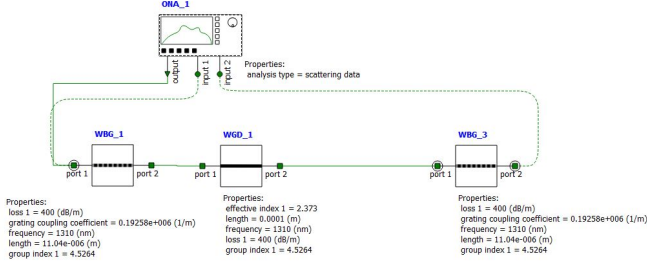 ONA_1
output
input 1
input 2
Properties:
analysis type = scattering data
WBG_1
WGD_1
WBG_3
port 1
port 2
port 1
port 2
port 1
port 2
Properties:
loss 1 = 400 (dB/m)
grating coupling coefficient = 0.19258e+006 (1/m)
frequency = 1310 (nm)
length = 11.04e-006 (m)
group index 1 = 4.5264
Properties:
effective index 1 = 2.373
length = 0.0001 (m)
frequency = 1310 (nm)
loss 1 = 400 (dB/m)
group index 1 = 4.5264
Properties:
loss 1 = 400 (dB/m)
grating coupling coefficient = 0.19258e+006 (1/m)
frequency = 1310 (nm)
length = 11.04e-006 (m)
group index 1 = 4.5264